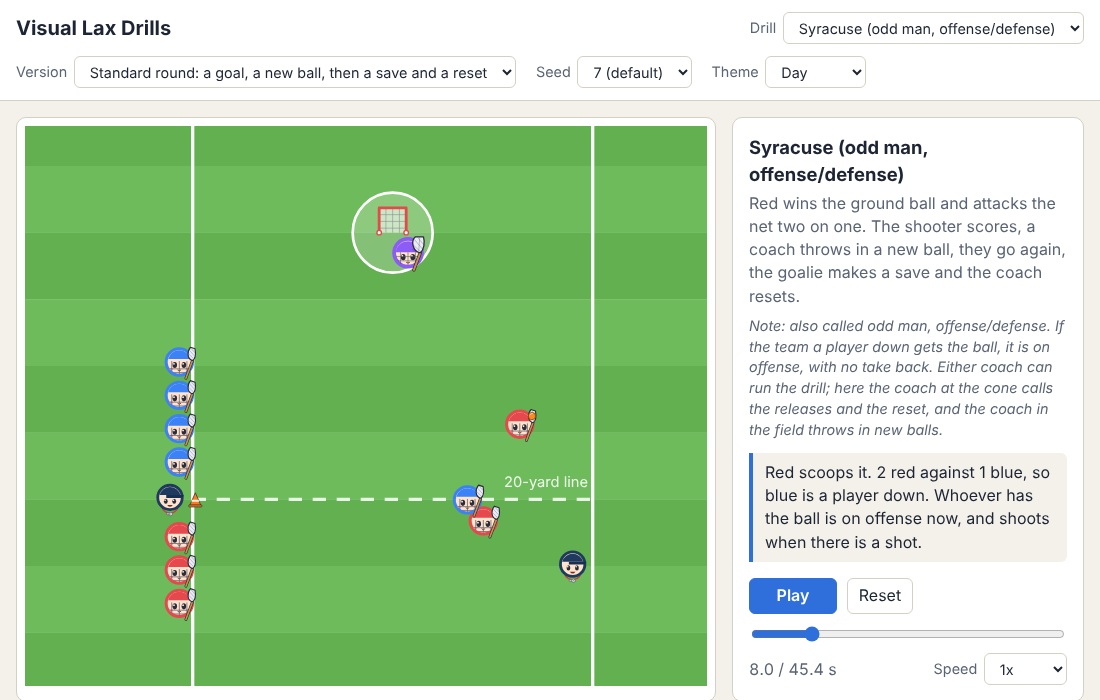 Visual Lax Drills
Drill
Syracuse (odd man, offense/defense)
Version
Standard round: a goal, a new ball, then a save and a reset
Seed
7 (default)
Theme
Day
20-yard line
Syracuse (odd man,
offense/defense)
Red wins the ground ball and attacks the
net two on one. The shooter scores, a
coach throws in a new ball, they go again,
the goalie makes a save and the coach
resets.
Note: also called odd man, offense/defense. If
the team a player down gets the ball, it is on
offense, with no take back. Either coach can
run the drill; here the coach at the cone calls
the releases and the reset, and the coach in
the field throws in new balls.
Red scoops it. 2 red against 1 blue, so
blue is a player down. Whoever has
the ball is on offense now, and shoots
when there is a shot.
Play
Reset
8.0 / 45.4 s
Speed
1x